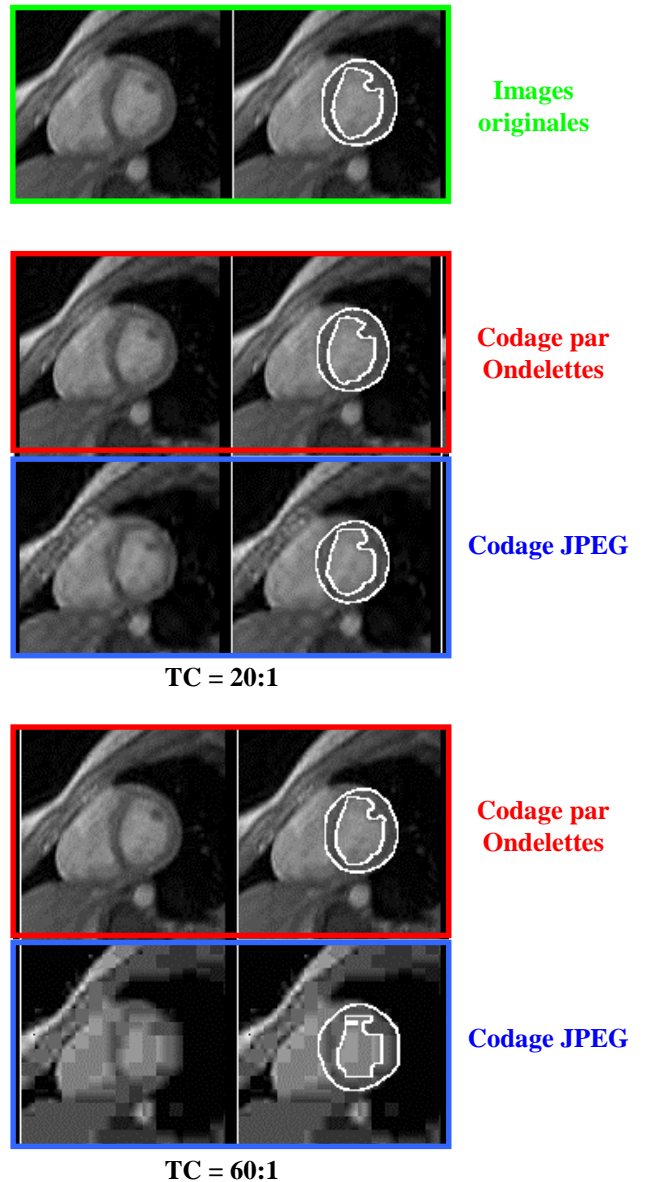 Images
originales
Codage par
Ondelettes
Codage JPEG
TC = 20:1
Codage par
Ondelettes
Codage JPEG
TC = 60:1